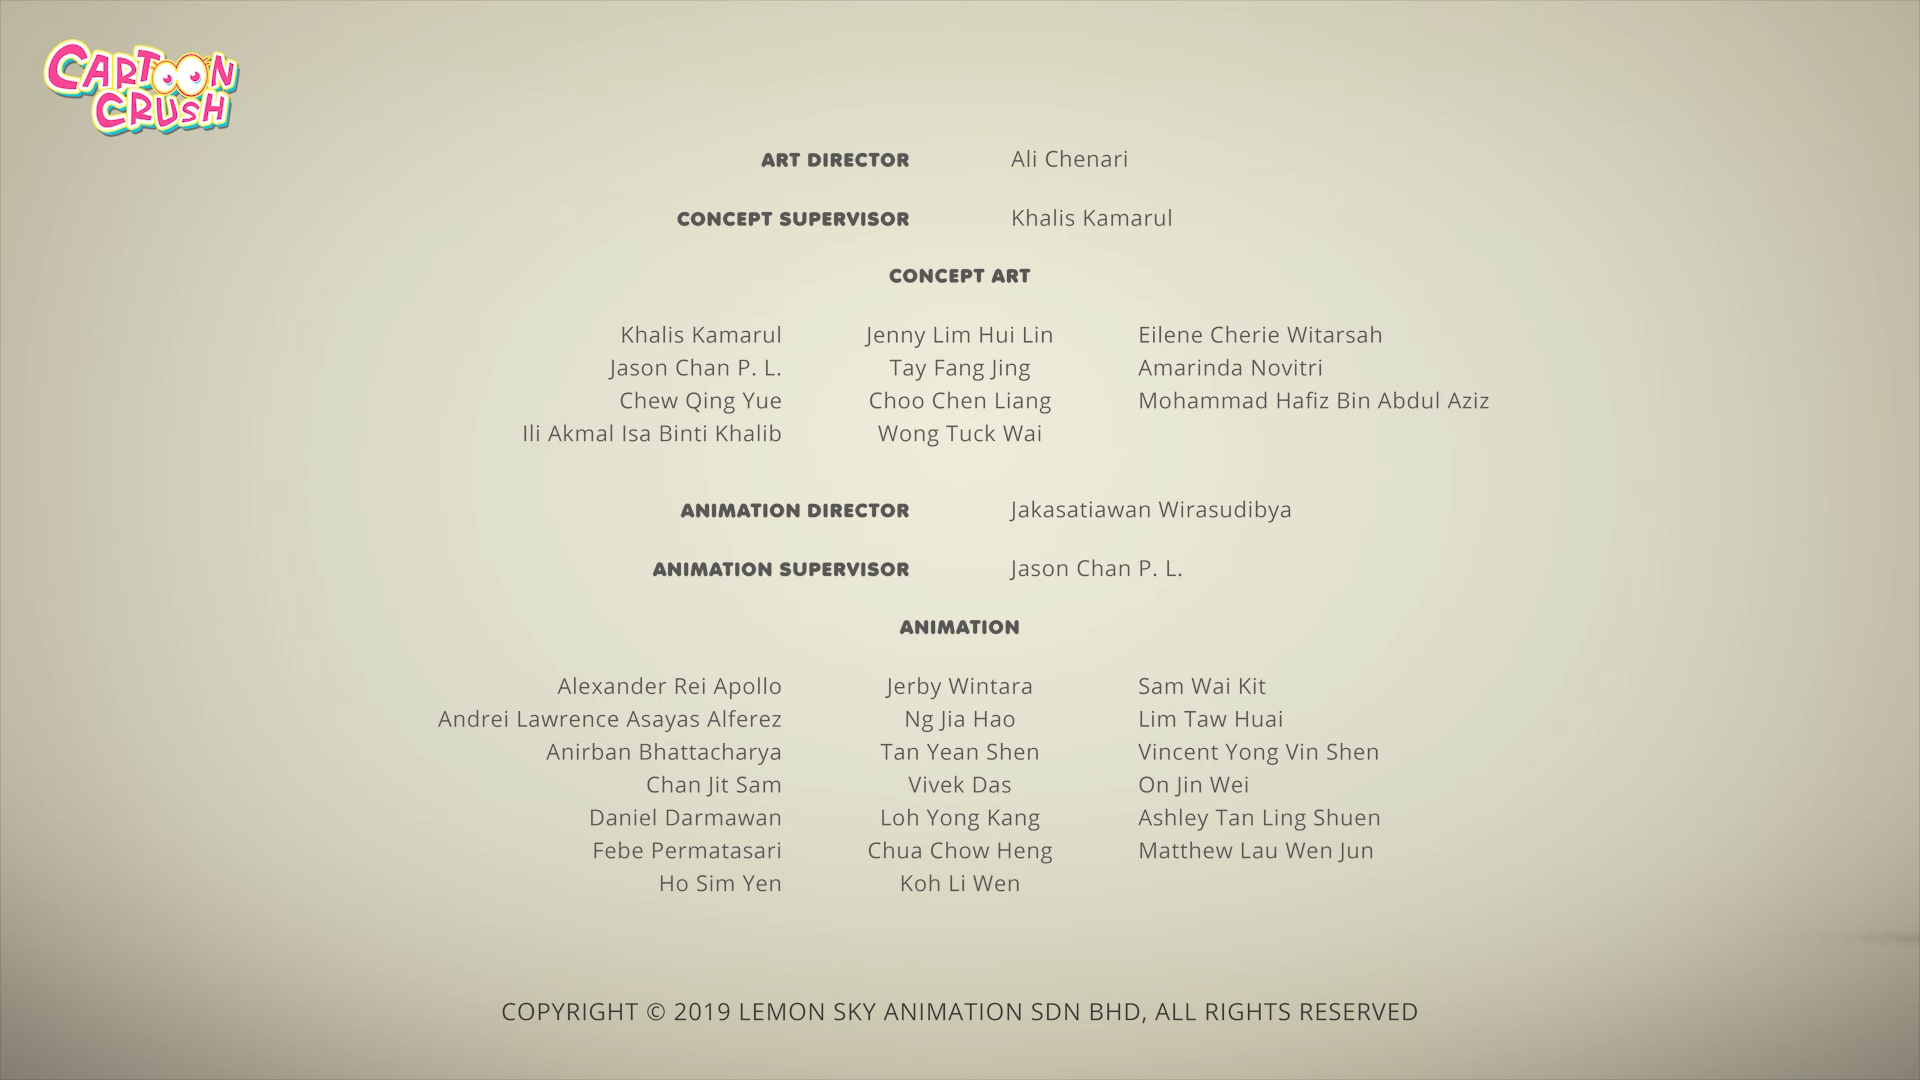 CARTOON
CRUSH
ART DIRECTOR Ali Chenari
CONCEPT SUPERVISOR Khalis Kamarul
CONCEPT ART
Khalis Kamarul Jenny Lim Hui Lin Eilene Cherie Witarsah
Jason Chan P. L. Tay Fang Jing Amarinda Novitri
Chew Qing Yue Choo Chen Liang Mohammad Hafiz Bin Abdul Aziz
Ili Akmal Isa Binti Khalib Wong Tuck Wai
ANIMATION DIRECTOR Jakasatiawan Wirasudibya
ANIMATION SUPERVISOR Jason Chan P. L.
ANIMATION
Alexander Rei Apollo Jerby Wintara Sam Wai Kit
Andrei Lawrence Asayas Alferez Ng Jia Hao Lim Taw Huai
Anirban Bhattacharya Tan Yean Shen Vincent Yong Vin Shen
Chan Jit Sam Vivek Das On Jin Wei
Daniel Darmawan Loh Yong Kang Ashley Tan Ling Shuen
Febe Permatasari Chua Chow Heng Matthew Lau Wen Jun
Ho Sim Yen Koh Li Wen
COPYRIGHT © 2019 LEMON SKY ANIMATION SDN BHD, ALL RIGHTS RESERVED